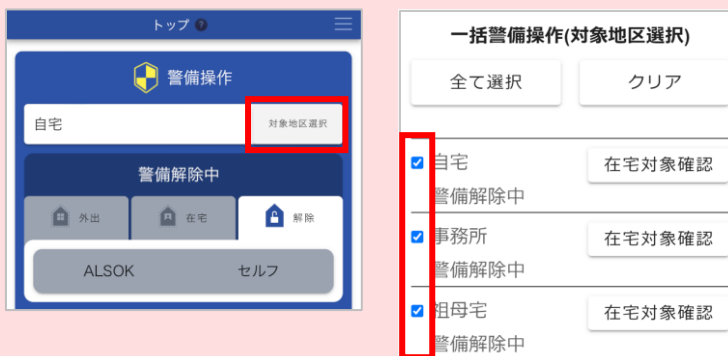 トップ ?
警備操作
自宅
対象地区選択
警備解除中
外出
在宅
解除
ALSOK
セルフ
一括警備操作(対象地区選択)
全て選択
クリア
自宅
在宅対象確認
警備解除中
事務所
在宅対象確認
警備解除中
祖母宅
在宅対象確認
警備解除中